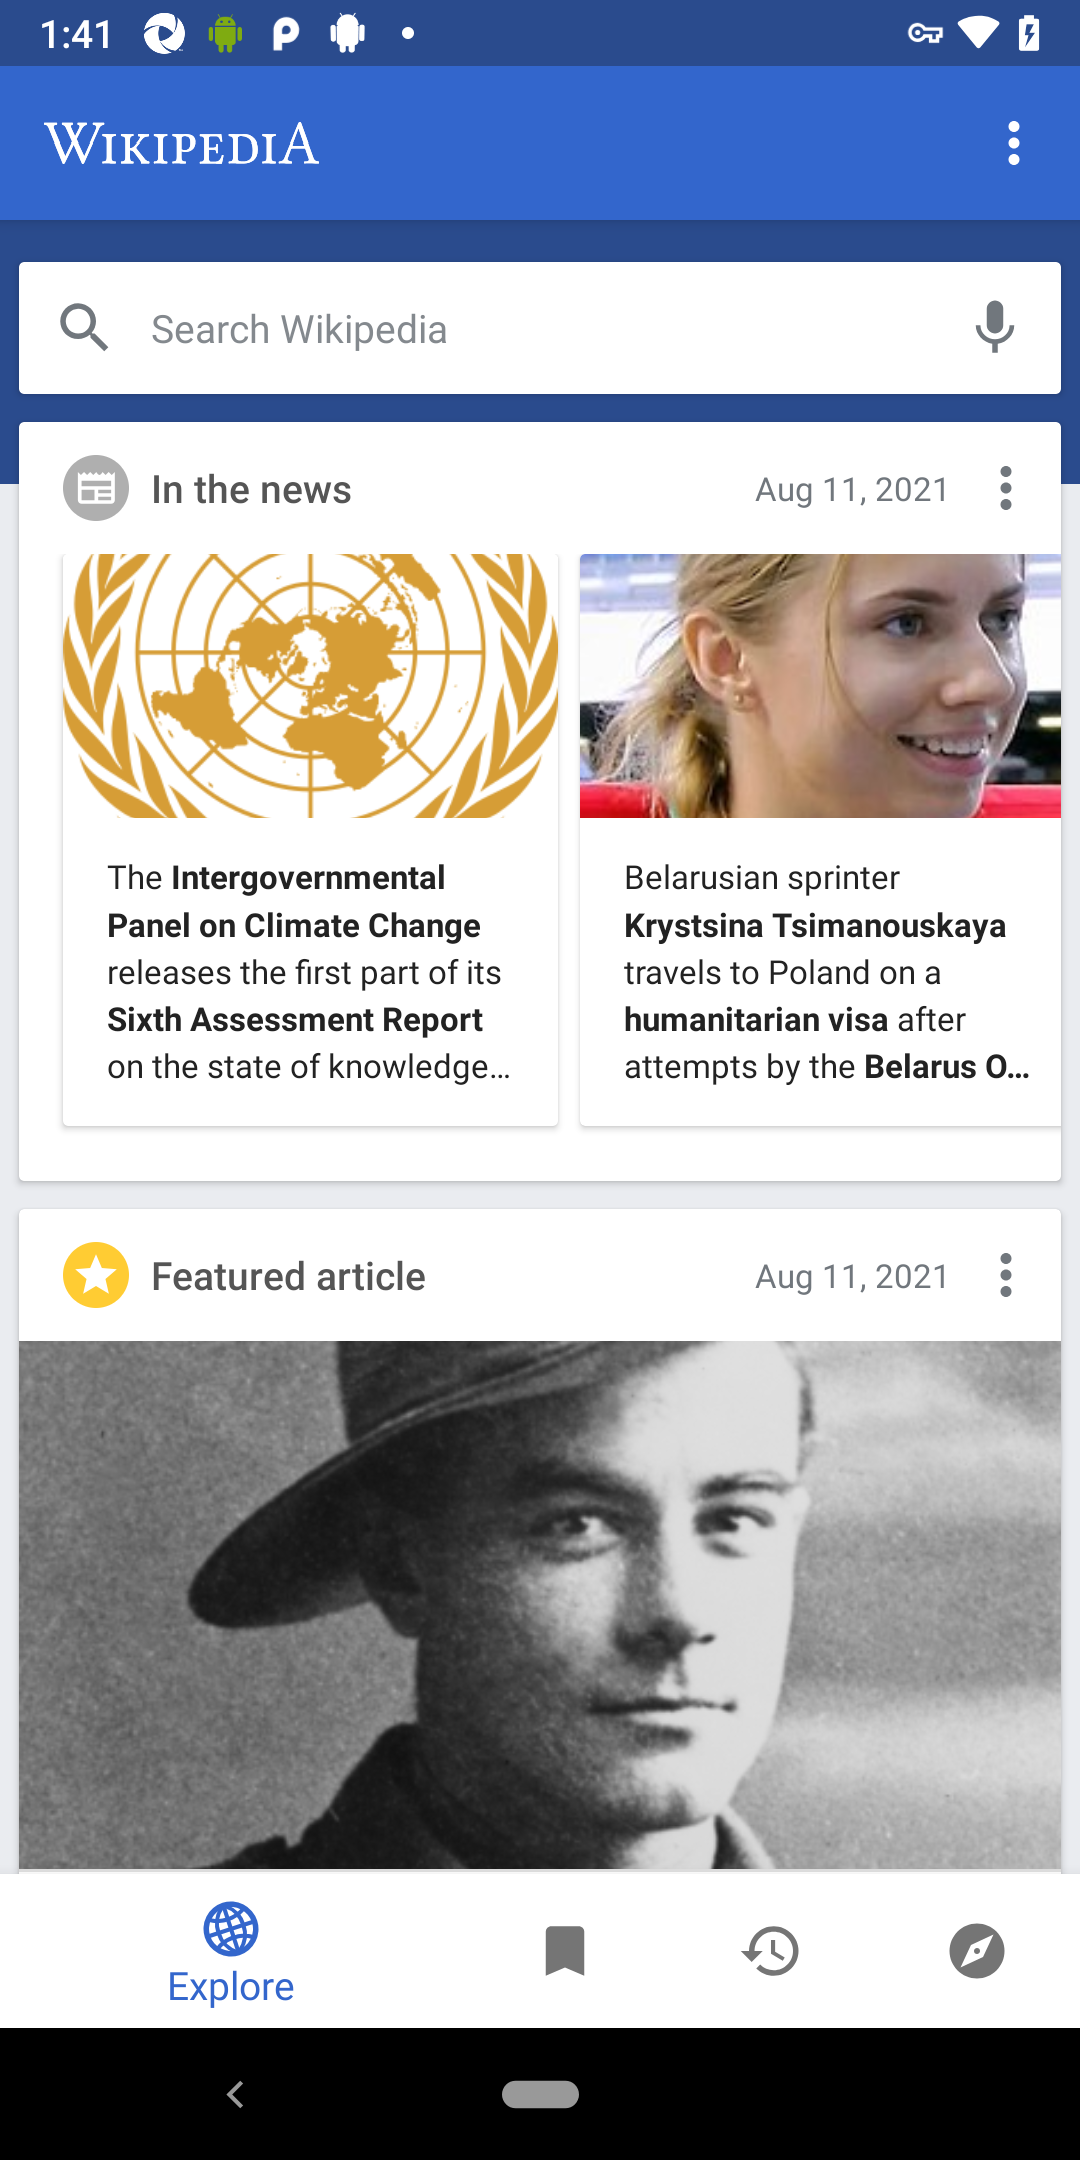 1:41
WIKIPEDIA
Search Wikipedia
In the news
Aug 11, 2021
The Intergovernmental
Panel on Climate Change
releases the first part of its
Sixth Assessment Report
on the state of knowledge…
Belarusian sprinter
Krystsina Tsimanouskaya
travels to Poland on a
humanitarian visa after
attempts by the Belarus O…
Featured article
Aug 11, 2021
Explore